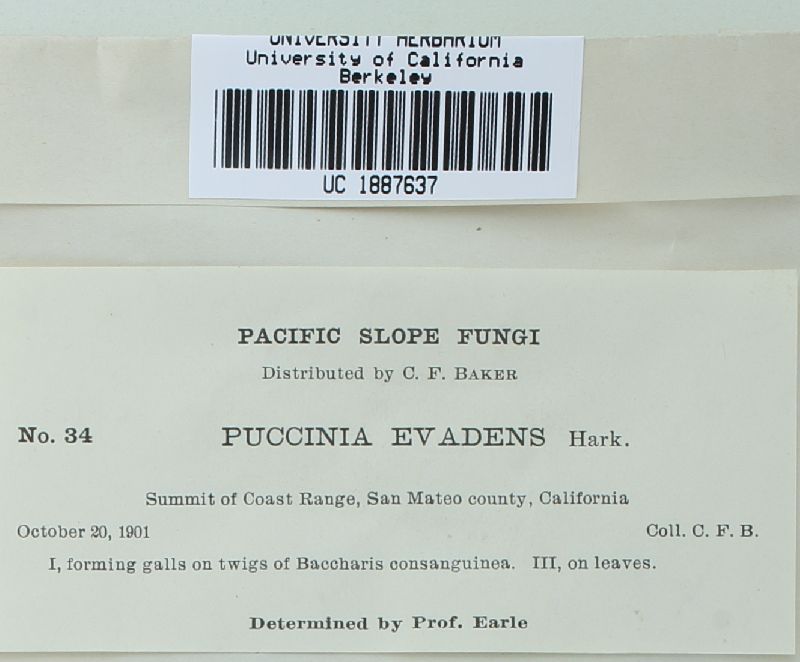 UNIVERSITY HERBARIUM
University of California
Berkeley
UC 1887637
PACIFIC SLOPE FUNGI
Distributed by C. F. BAKER
No. 34 PUCCINIA EVADENS Hark.
Summit of Coast Range, San Mateo county, California
October 20, 1901 Coll. C. F. B.
I, forming galls on twigs of Baccharis consanguinea. III, on leaves.
Determined by Prof. Earle